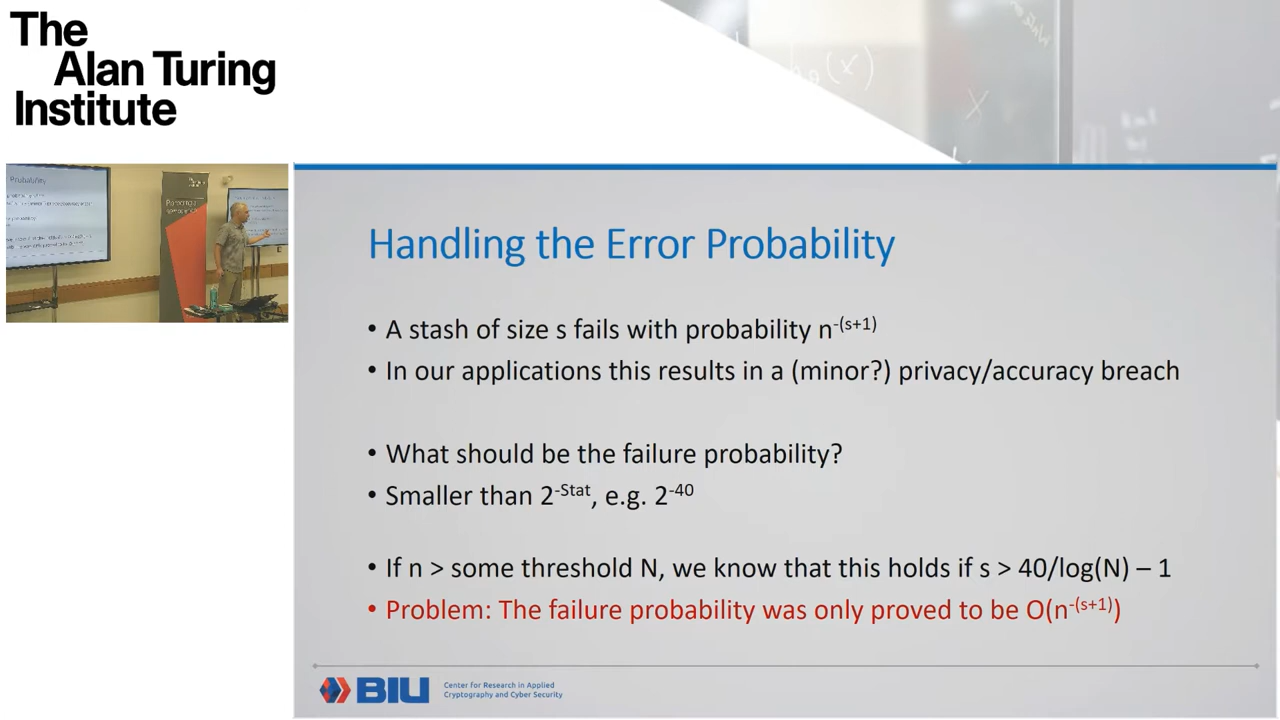 The
Alan Turing
Institute
Handling the Error Probability
• A stash of size s fails with probability n^-(s+1)
• In our applications this results in a (minor?) privacy/accuracy breach
• What should be the failure probability?
• Smaller than 2^-Stat, e.g. 2^-40
• If n > some threshold N, we know that this holds if s > 40/log(N) – 1
• Problem: The failure probability was only proved to be O(n^-(s+1))
BIU
Center for Research in Applied
Cryptography and Cyber Security